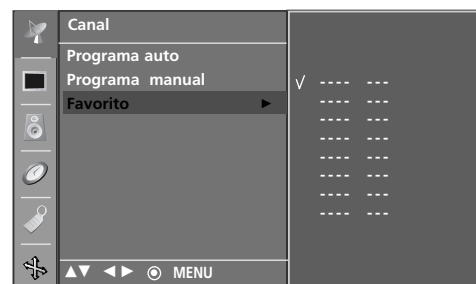 Canal
Programa auto
Programa manual
Favorito ►
√ ---- ---
---- ---
---- ---
---- ---
---- ---
---- ---
---- ---
---- ---
▲▼ ◄► ⦿ MENU